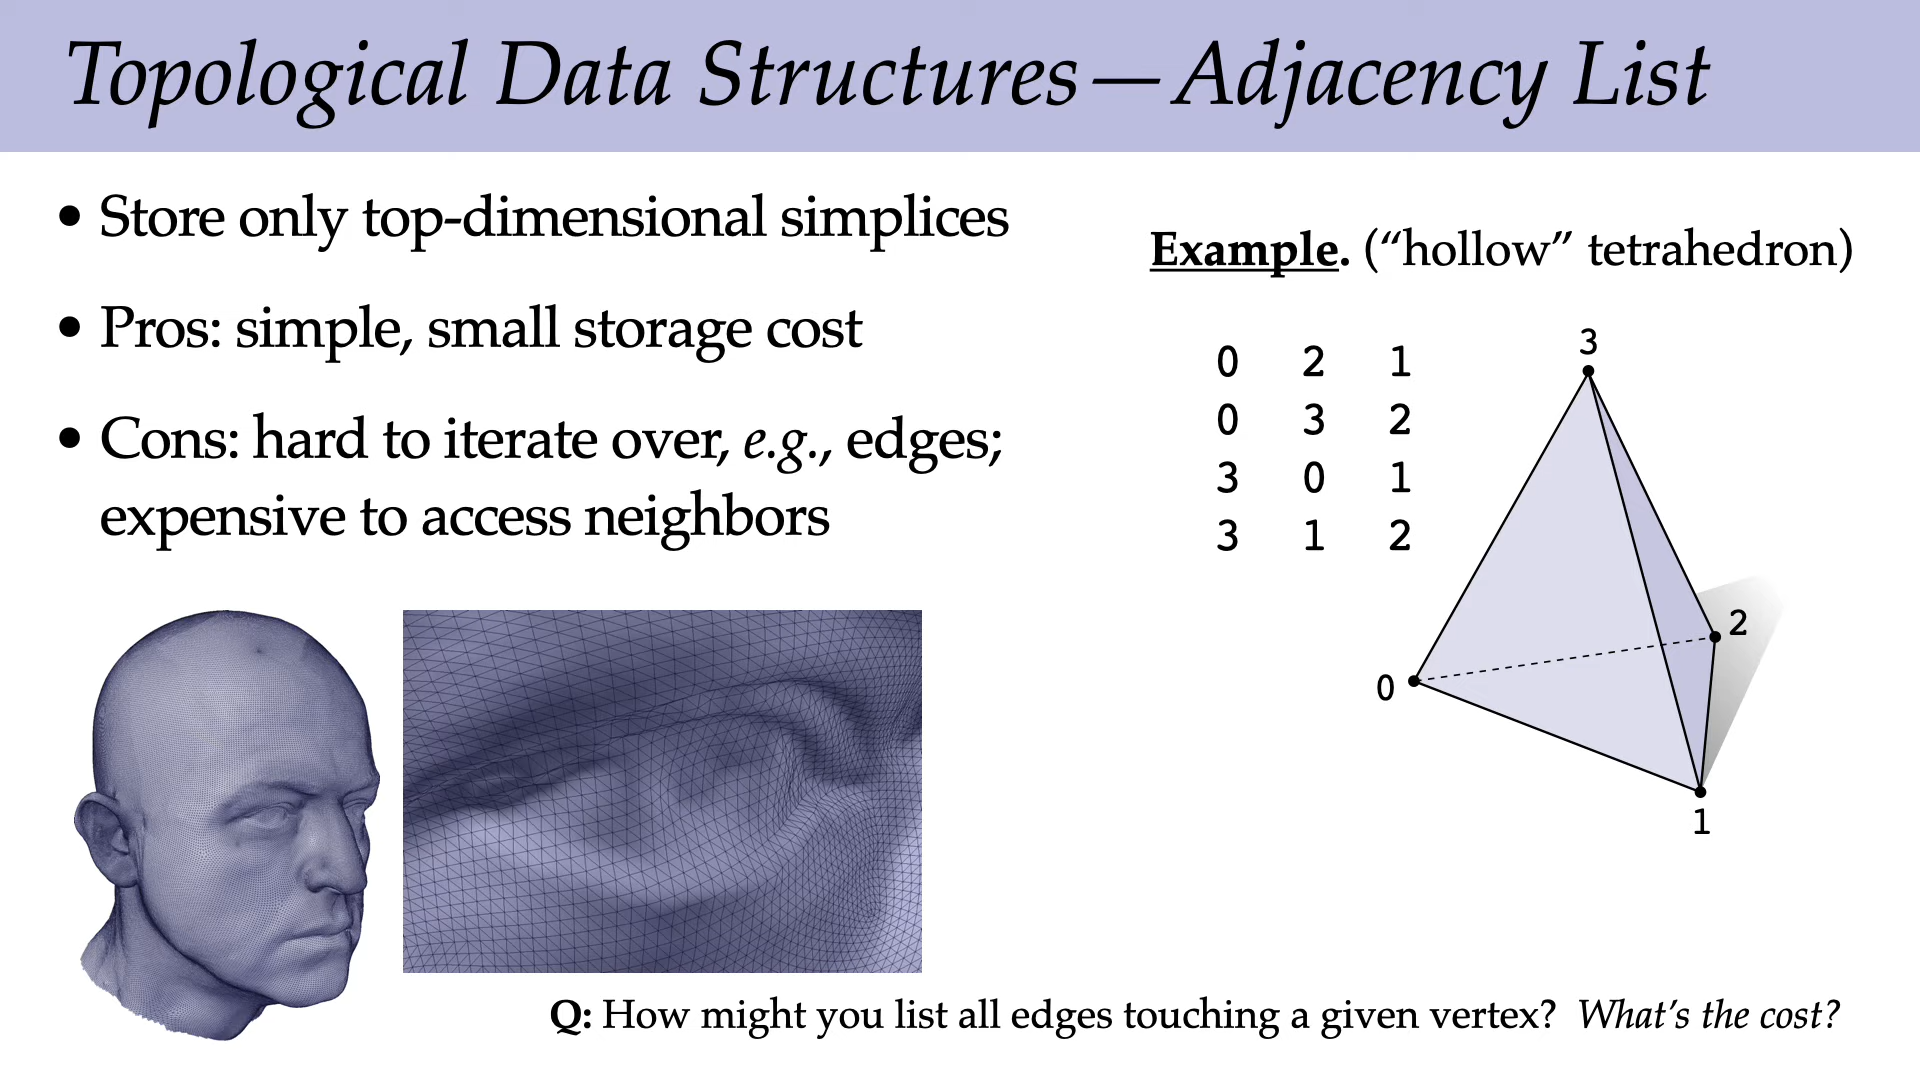 Topological Data Structures—Adjacency List
• Store only top-dimensional simplices
• Pros: simple, small storage cost
• Cons: hard to iterate over, e.g., edges;
expensive to access neighbors
Example. (“hollow” tetrahedron)
0 2 1
0 3 2
3 0 1
3 1 2
3
2
0
1
Q: How might you list all edges touching a given vertex? What’s the cost?